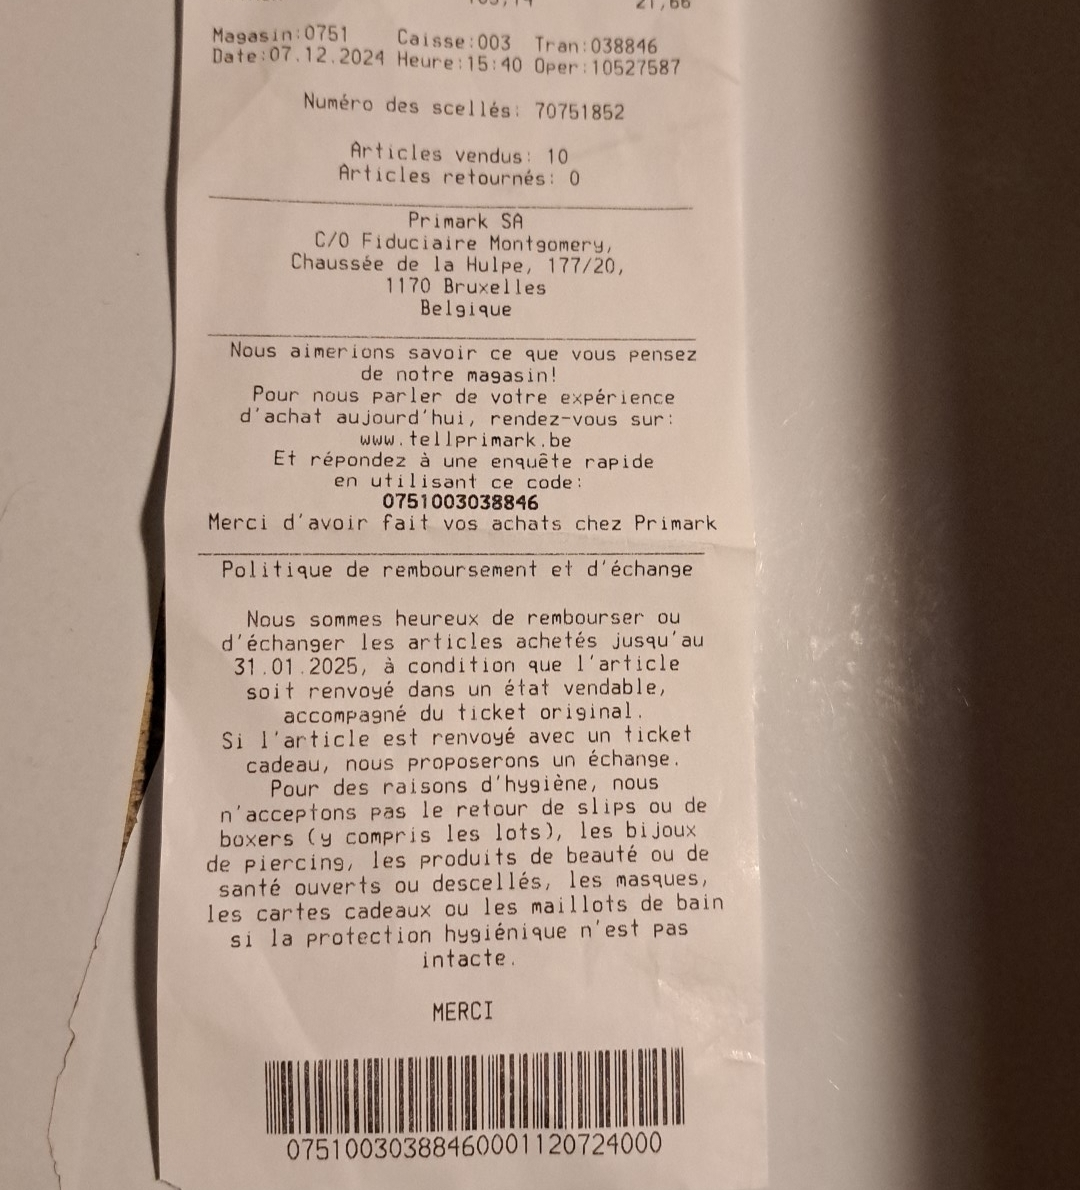 Magasin:0751 Caisse:003 Tran:038846
Date:07.12.2024 Heure:15:40 Oper:10527587
Numéro des scellés: 70751852
Articles vendus: 10
Articles retournés: 0
Primark SA
C/O Fiduciaire Montgomery,
Chaussée de la Hulpe, 177/20,
1170 Bruxelles
Belgique
Nous aimerions savoir ce que vous pensez
de notre magasin!
Pour nous parler de votre expérience
d'achat aujourd'hui, rendez-vous sur:
www.tellprimark.be
Et répondez à une enquête rapide
en utilisant ce code:
0751003038846
Merci d'avoir fait vos achats chez Primark
Politique de remboursement et d'échange
Nous sommes heureux de rembourser ou
d'échanger les articles achetés jusqu'au
31.01.2025, à condition que l'article
soit renvoyé dans un état vendable,
accompagné du ticket original.
Si l'article est renvoyé avec un ticket
cadeau, nous proposerons un échange.
Pour des raisons d'hygiène, nous
n'acceptons pas le retour de slips ou de
boxers (y compris les lots), les bijoux
de piercing, les produits de beauté ou de
santé ouverts ou descellés, les masques,
les cartes cadeaux ou les maillots de bain
si la protection hygiénique n'est pas
intacte.
MERCI
07510030388460001120724000